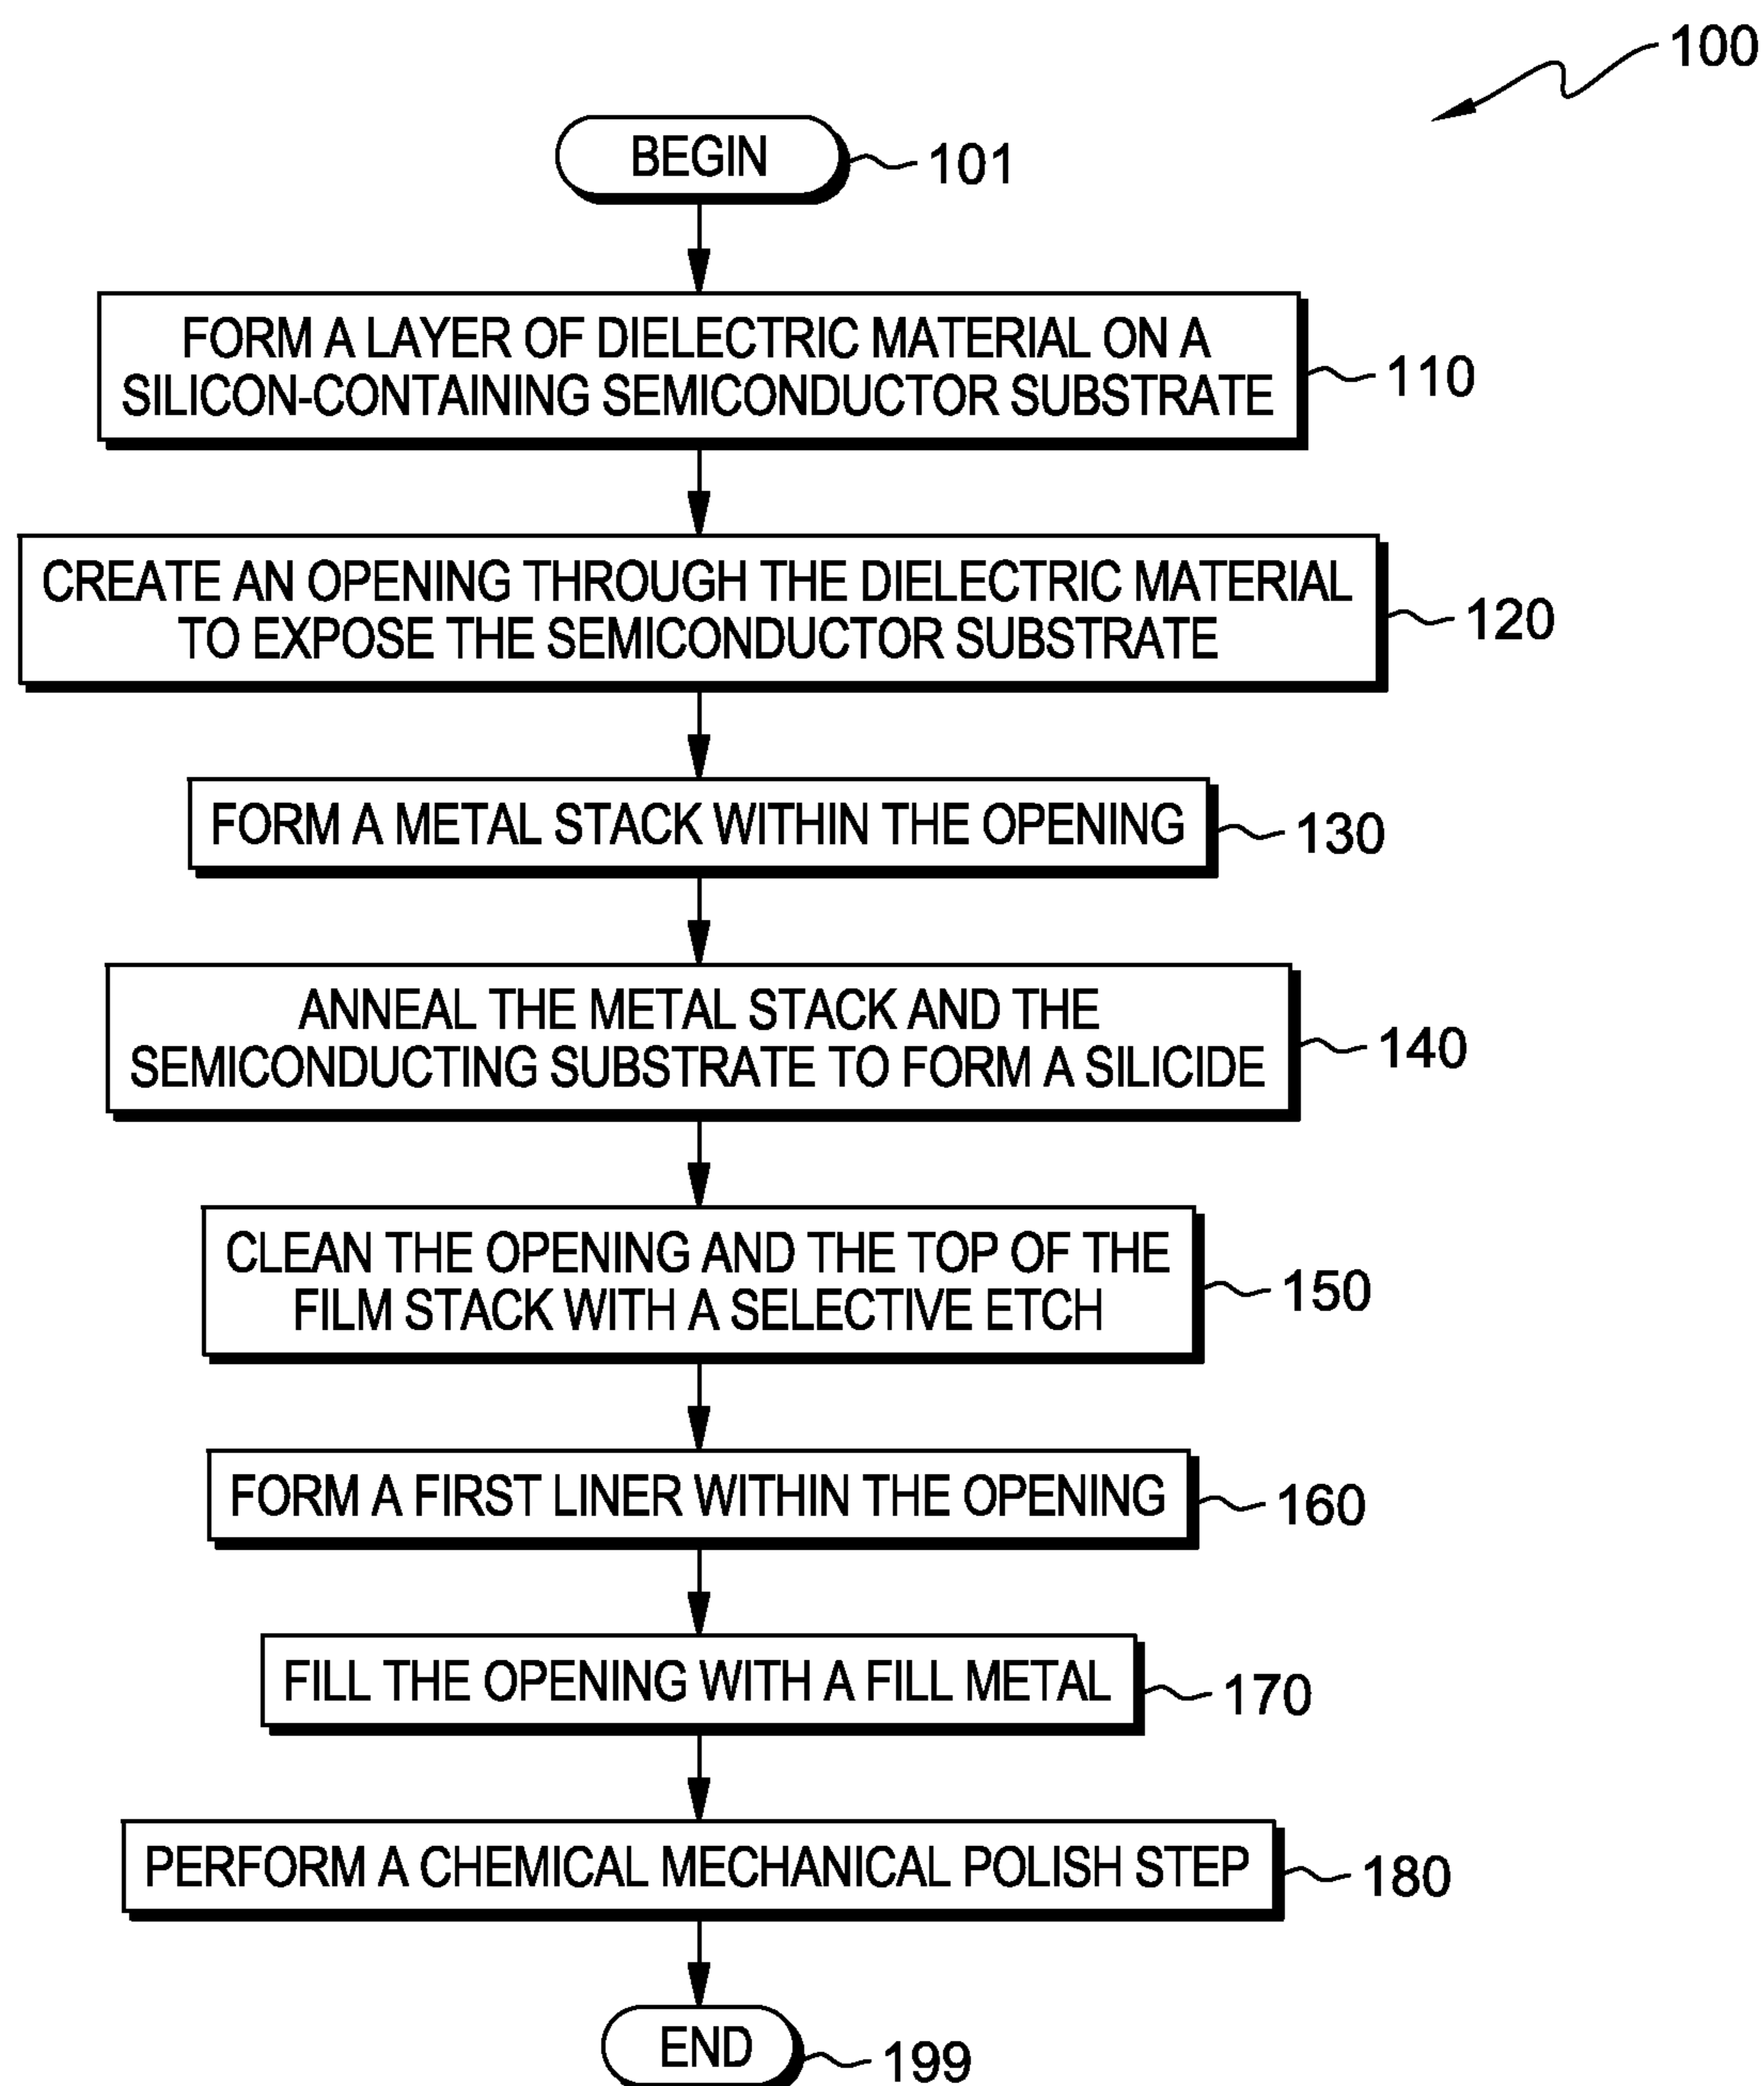 100
BEGIN
101
FORM A LAYER OF DIELECTRIC MATERIAL ON A
SILICON-CONTAINING SEMICONDUCTOR SUBSTRATE
110
CREATE AN OPENING THROUGH THE DIELECTRIC MATERIAL
TO EXPOSE THE SEMICONDUCTOR SUBSTRATE
120
FORM A METAL STACK WITHIN THE OPENING
130
ANNEAL THE METAL STACK AND THE
SEMICONDUCTING SUBSTRATE TO FORM A SILICIDE
140
CLEAN THE OPENING AND THE TOP OF THE
FILM STACK WITH A SELECTIVE ETCH
150
FORM A FIRST LINER WITHIN THE OPENING
160
FILL THE OPENING WITH A FILL METAL
170
PERFORM A CHEMICAL MECHANICAL POLISH STEP
180
END
199